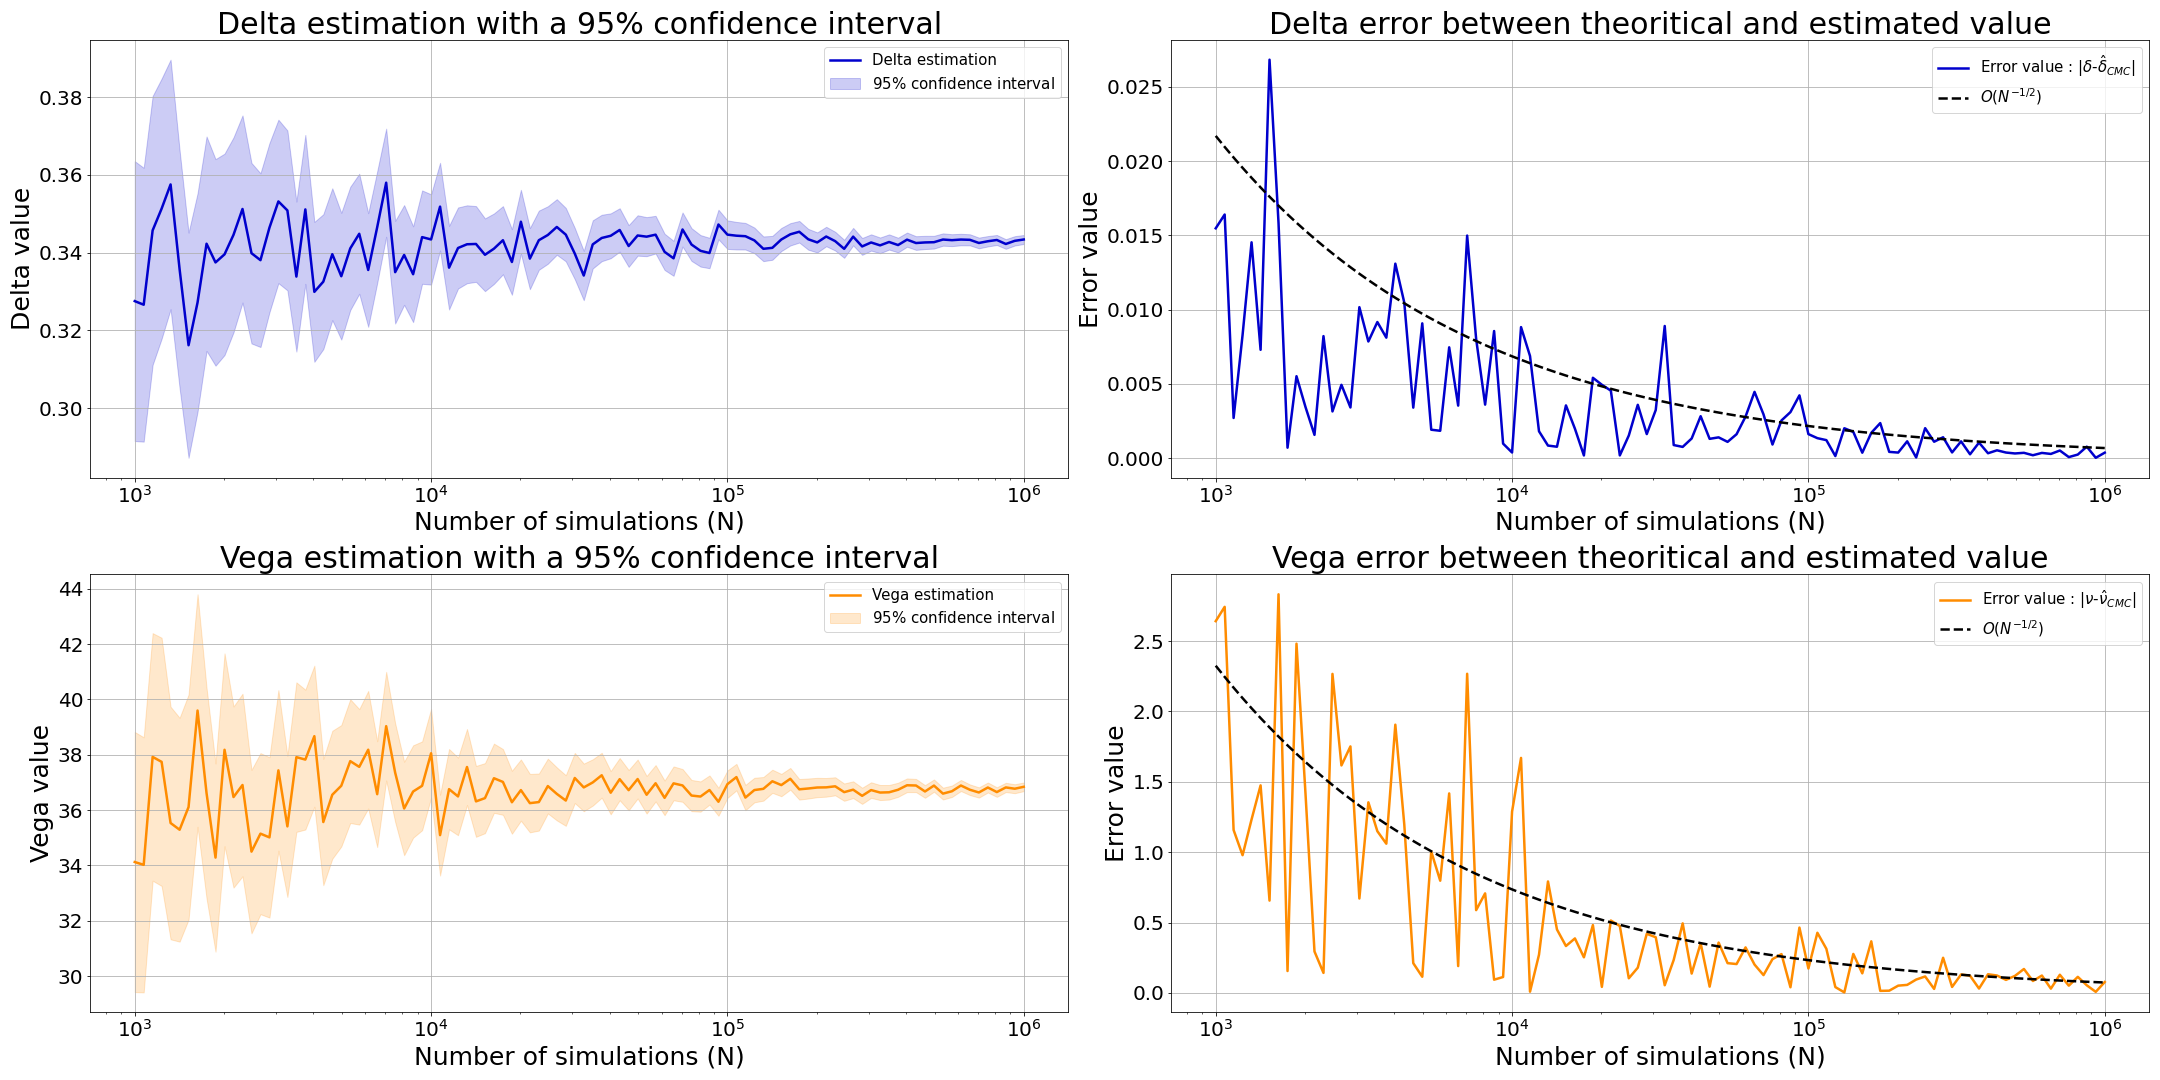 Delta estimation with a 95% confidence interval
Delta estimation
95% confidence interval
Delta value
0.38
0.36
0.34
0.32
0.30
10³
10⁴
10⁵
10⁶
Number of simulations (N)
Delta error between theoritical and estimated value
Error value : |δ-δ̂_CMC|
O(N^{-1/2})
Error value
0.025
0.020
0.015
0.010
0.005
0.000
10³
10⁴
10⁵
10⁶
Number of simulations (N)
Vega estimation with a 95% confidence interval
Vega estimation
95% confidence interval
Vega value
44
42
40
38
36
34
32
30
10³
10⁴
10⁵
10⁶
Number of simulations (N)
Vega error between theoritical and estimated value
Error value : |ν-ν̂_CMC|
O(N^{-1/2})
Error value
2.5
2.0
1.5
1.0
0.5
0.0
10³
10⁴
10⁵
10⁶
Number of simulations (N)